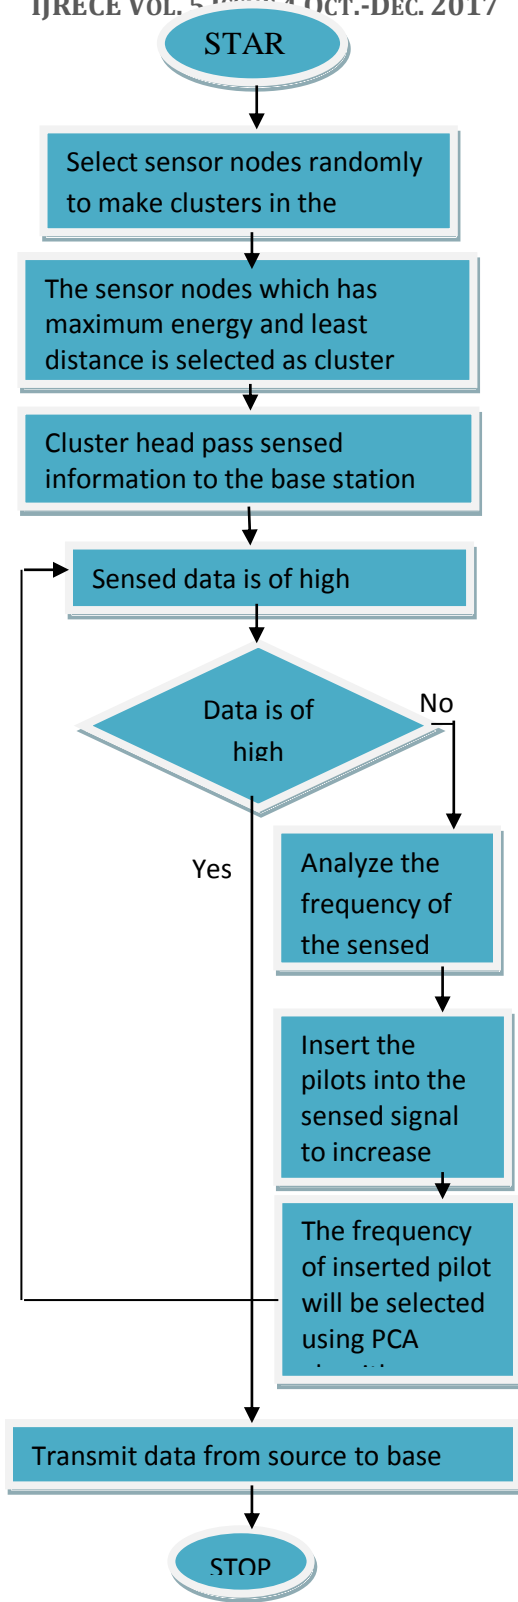 IJRECE VOL. 5 4 OCT.-DEC. 2017
STAR
Select sensor nodes randomly
to make clusters in the
The sensor nodes which has
maximum energy and least
distance is selected as cluster
Cluster head pass sensed
information to the base station
Sensed data is of high
Data is of
high
No
Yes
Analyze the
frequency of
the sensed
Insert the
pilots into the
sensed signal
to increase
The frequency
of inserted pilot
will be selected
using PCA
Transmit data from source to base
STOP